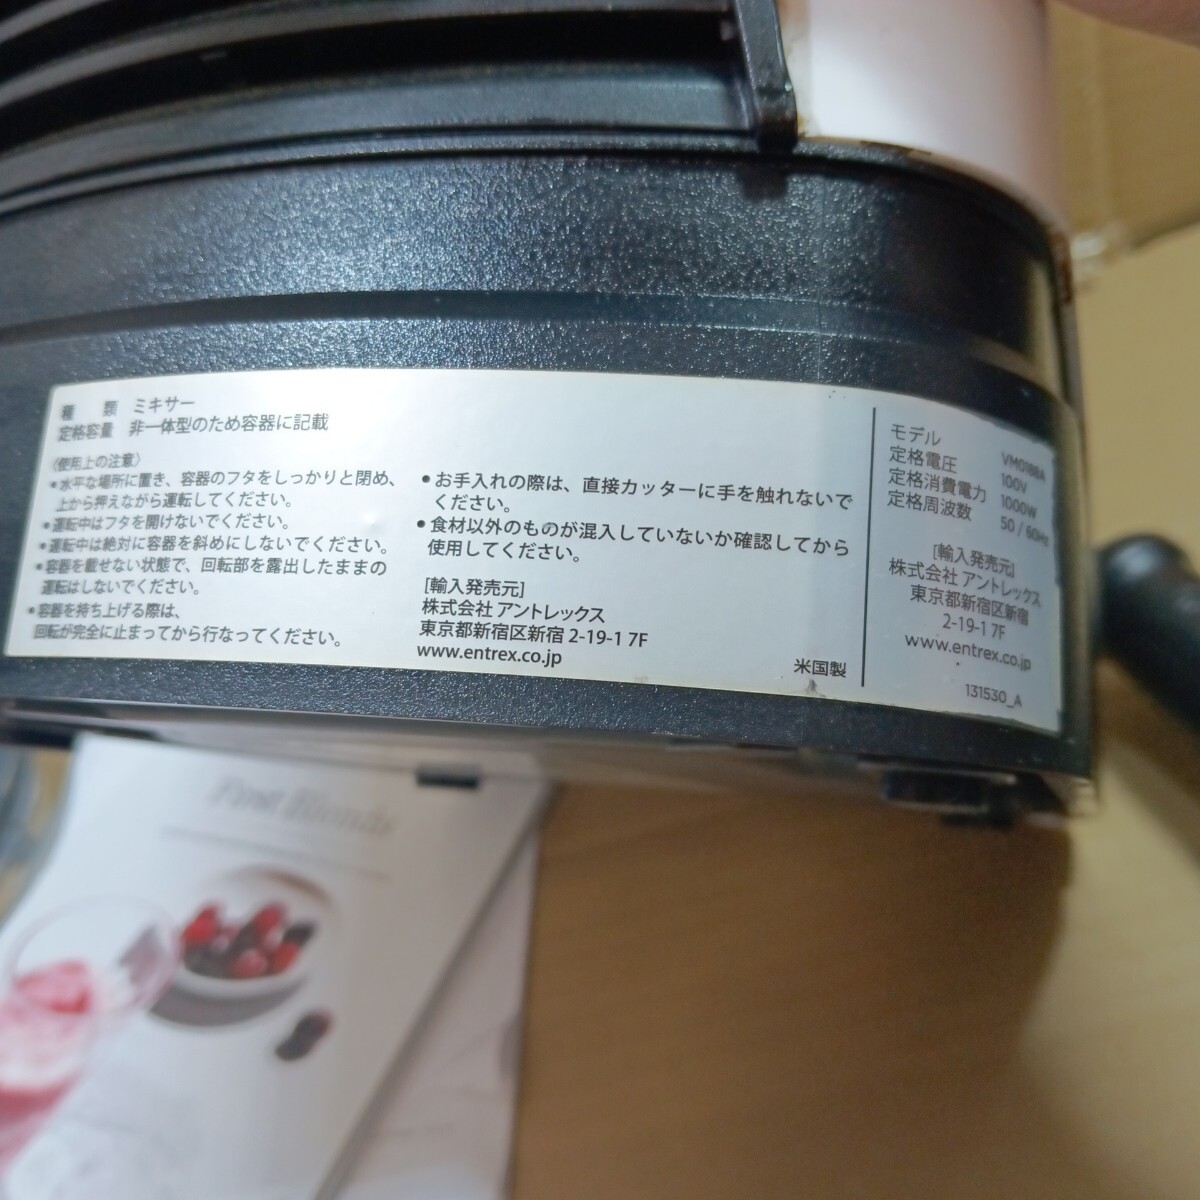 種　類　ミキサー
定格容量　非一体型のため容器に記載
〈使用上の注意〉
•水平な場所に置き、容器のフタをしっかりと閉め、
上から押えながら運転してください。
•運転中はフタを開けないでください。
•運転中は絶対に容器を斜めにしないでください。
•容器を載せない状態で、回転部を露出したままの
運転はしないでください。
•容器を持ち上げる際は、
回転が完全に止まってから行なってください。
•お手入れの際は、直接カッターに手を触れないで
ください。
•食材以外のものが混入していないか確認してから
使用してください。
[輸入発売元]
株式会社 アントレックス
東京都新宿区新宿 2-19-1 7F
www.entrex.co.jp
米国製
モデル　VM0188A
定格電圧　100V
定格消費電力　1000W
定格周波数　50 / 60Hz
[輸入発売元]
株式会社 アントレックス
東京都新宿区新宿
2-19-1 7F
www.entrex.co.jp
131530_A
First Blends